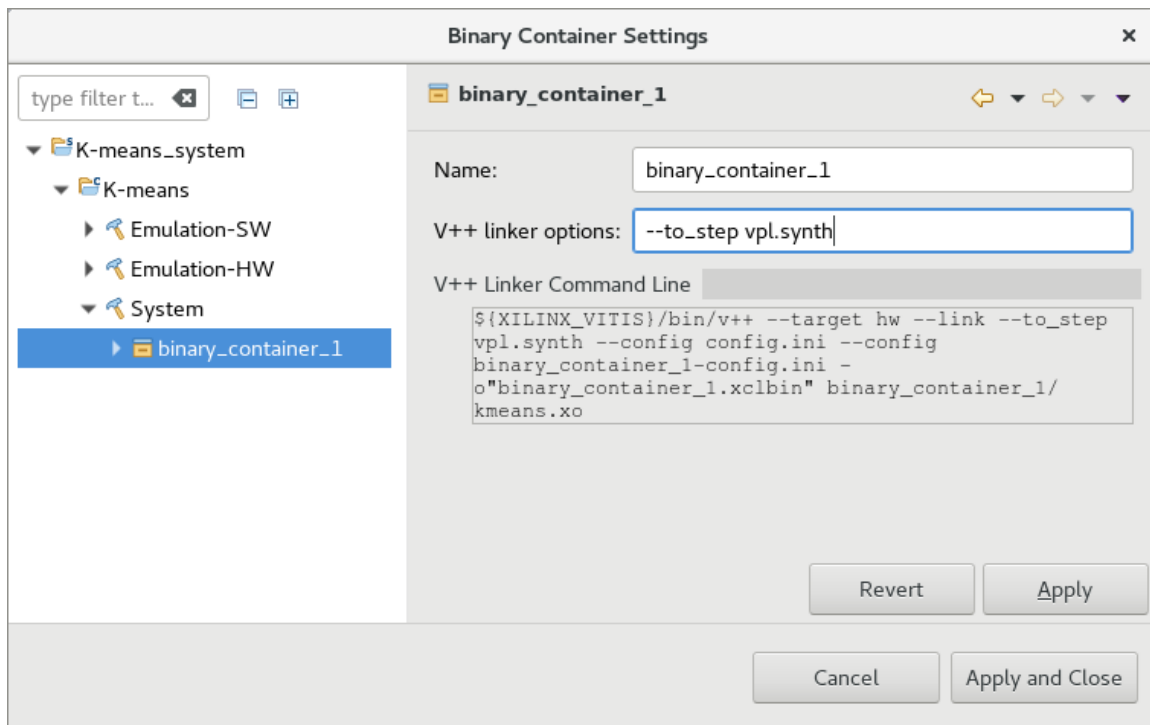 Binary Container Settings
type filter t...
K-means_system
K-means
Emulation-SW
Emulation-HW
System
binary_container_1
binary_container_1
Name:
binary_container_1
V++ linker options:
--to_step vpl.synth
V++ Linker Command Line
${XILINX_VITIS}/bin/v++ --target hw --link --to_step
vpl.synth --config config.ini --config
binary_container_1-config.ini -
o"binary_container_1.xclbin" binary_container_1/
kmeans.xo
Revert
Apply
Cancel
Apply and Close